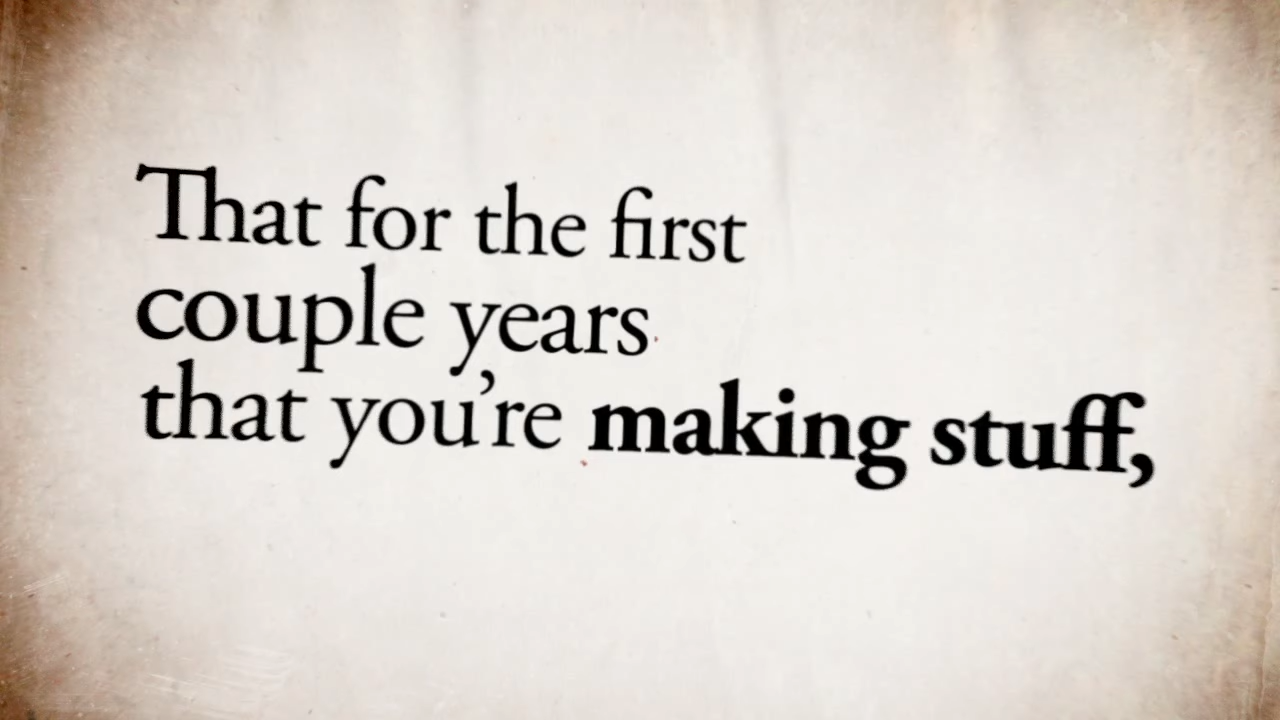 That for the first
couple years
that you're making stuff,